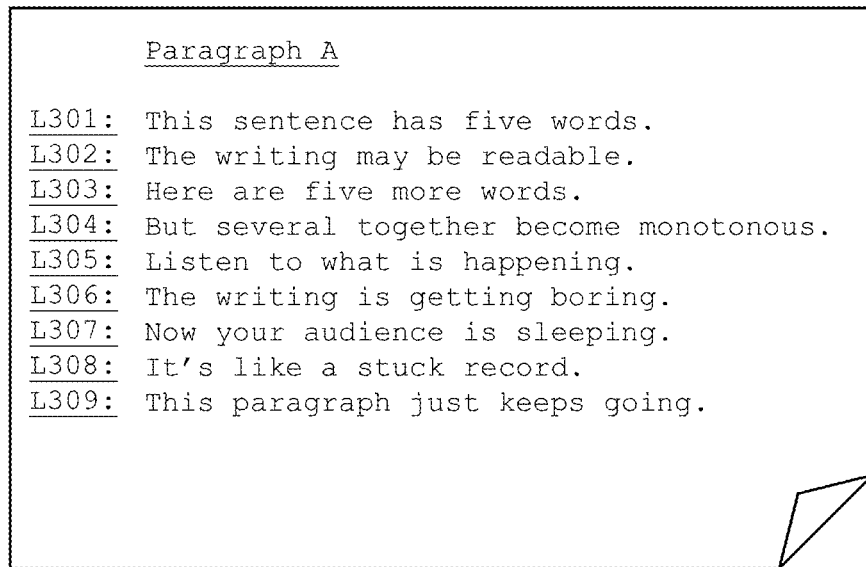 Paragraph A
L301: This sentence has five words.
L302: The writing may be readable.
L303: Here are five more words.
L304: But several together become monotonous.
L305: Listen to what is happening.
L306: The writing is getting boring.
L307: Now your audience is sleeping.
L308: It's like a stuck record.
L309: This paragraph just keeps going.